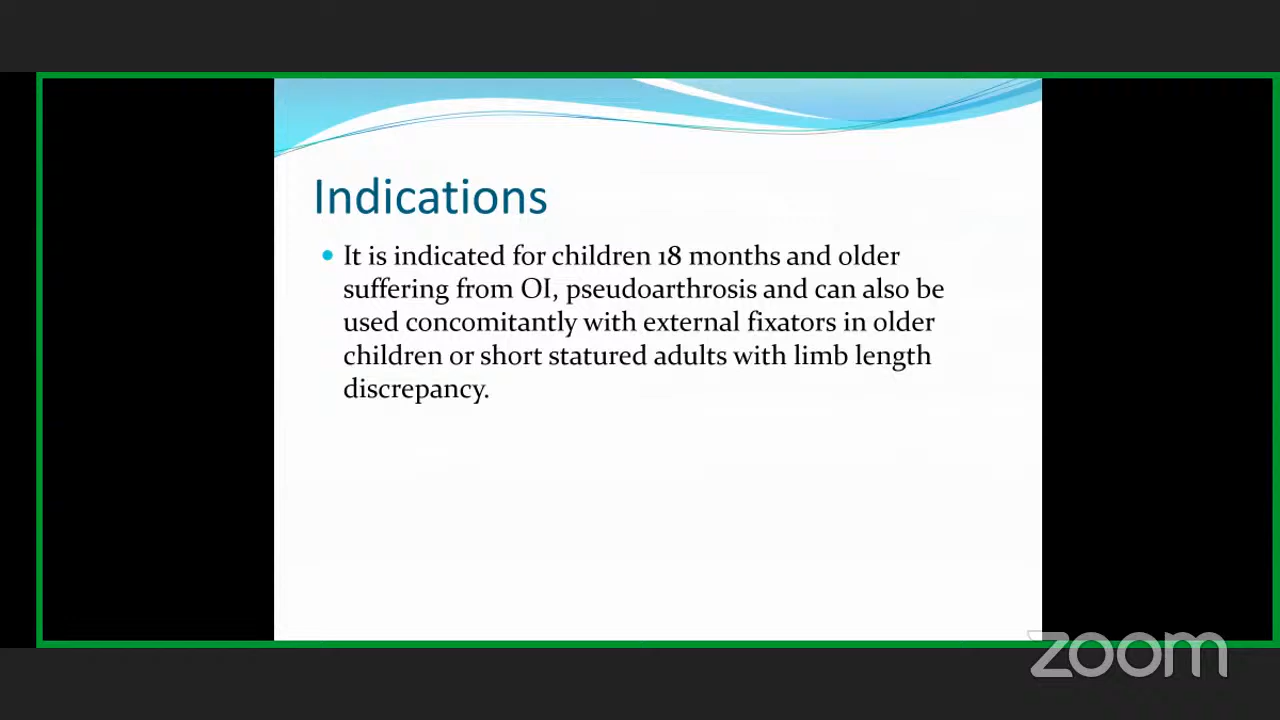 Indications
It is indicated for children 18 months and older
suffering from OI, pseudoarthrosis and can also be
used concomitantly with external fixators in older
children or short statured adults with limb length
discrepancy.
zoom